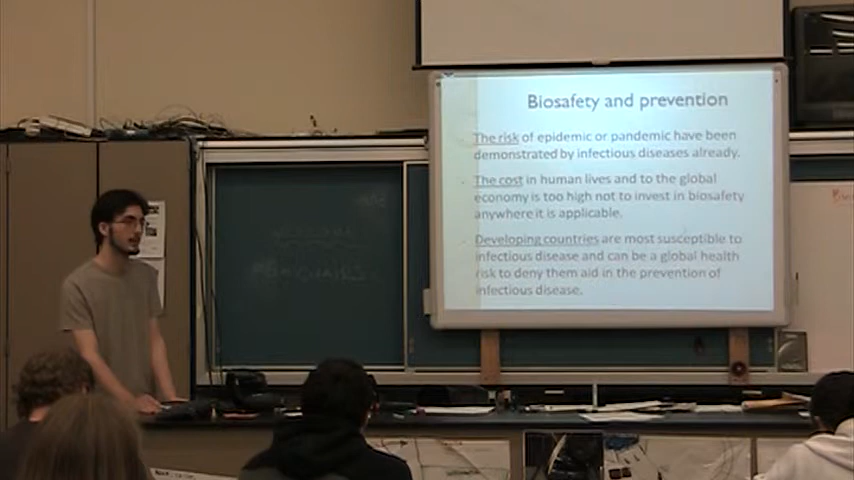 Biosafety and prevention
The risk of epidemic or pandemic have been
demonstrated by infectious diseases already.
The cost in human lives and to the global
economy is too high not to invest in biosafety
anywhere it is applicable.
Developing countries are most susceptible to
infectious disease and can be a global health
risk to deny them aid in the prevention of
infectious disease.